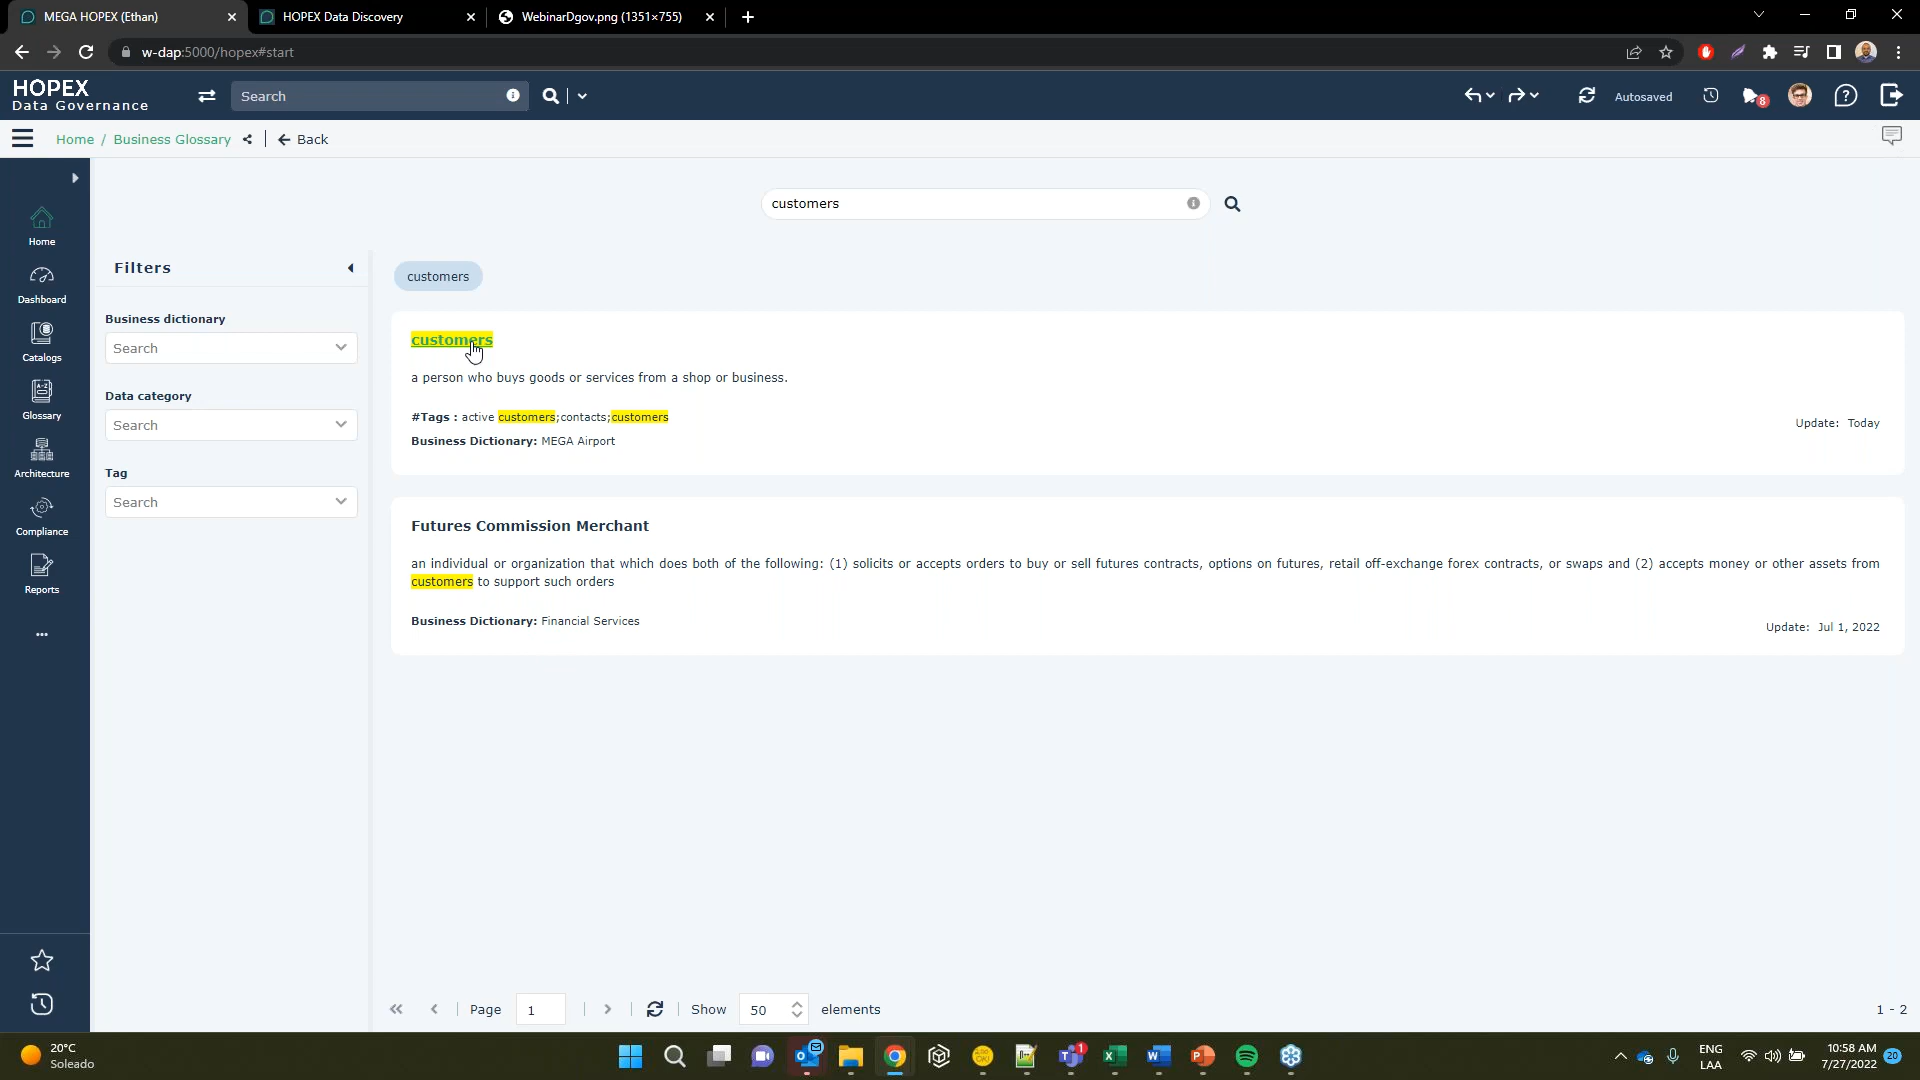 MEGA HOPEX (Ethan)
HOPEX Data Discovery
WebinarDgov.png (1351×755)
w-dap:5000/hopex#start
HOPEX
Data Governance
Search
Autosaved
8
Home / Business Glossary
Back
customers
Home
Dashboard
Catalogs
Glossary
Architecture
Compliance
Reports
Filters
Business dictionary
Search
Data category
Search
Tag
Search
customers
customers
a person who buys goods or services from a shop or business.
#Tags : active customers;contacts;customers
Business Dictionary: MEGA Airport
Update: Today
Futures Commission Merchant
an individual or organization that which does both of the following: (1) solicits or accepts orders to buy or sell futures contracts, options on futures, retail off-exchange forex contracts, or swaps and (2) accepts money or other assets from
customers to support such orders
Business Dictionary: Financial Services
Update: Jul 1, 2022
Page 1
Show 50 elements
1 - 2
20°C
Soleado
1
ENG
LAA
10:58 AM
7/27/2022
20